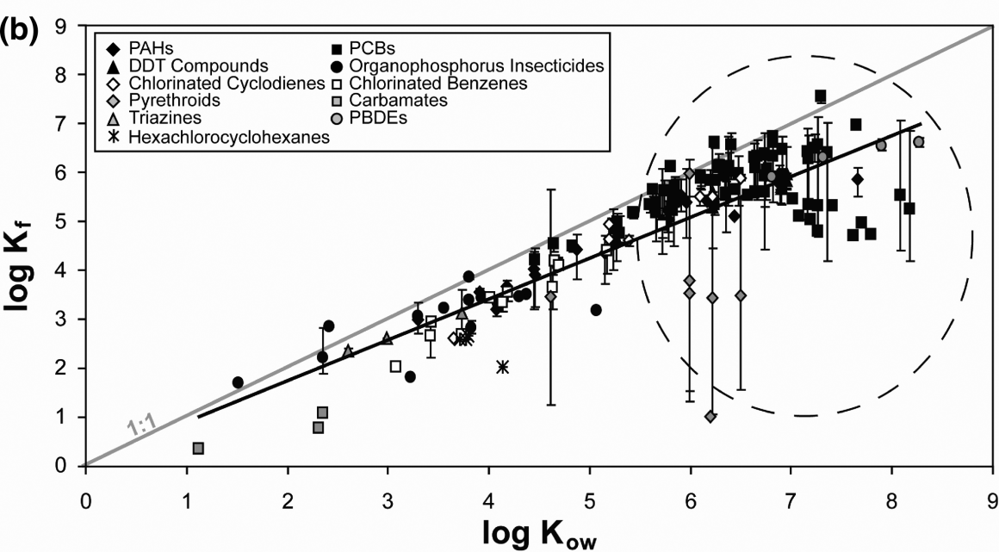 (b)
9
8
7
6
5
4
3
2
1
0
log Kf
PAHs
DDT Compounds
Chlorinated Cyclodienes
Pyrethroids
Triazines
Hexachlorocyclohexanes
PCBs
Organophosphorus Insecticides
Chlorinated Benzenes
Carbamates
PBDEs
1:1
0 1 2 3 4 5 6 7 8 9
log Kow